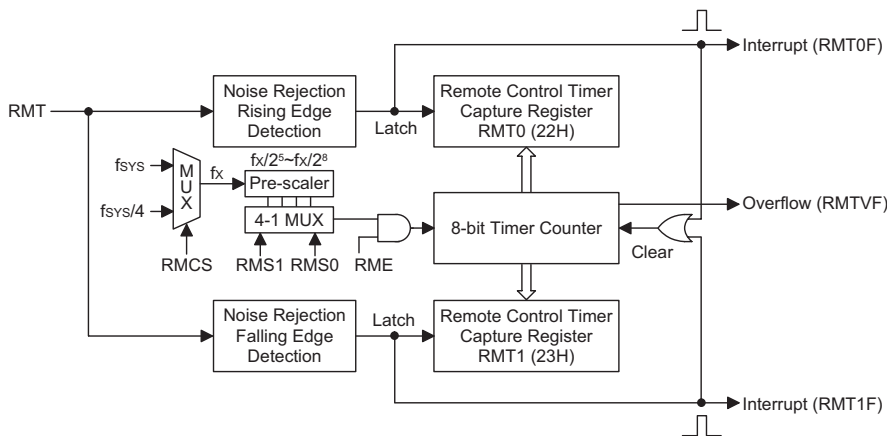 Interrupt (RMT0F)
Noise Rejection
Rising Edge
Detection
Remote Control Timer
Capture Register
RMT0 (22H)
RMT
Latch
fSYS
MUX
fX
fX/2⁵~fX/2⁸
Pre-scaler
fSYS/4
4-1 MUX
8-bit Timer Counter
Overflow (RMTVF)
Clear
RMCS
RMS1
RMS0
RME
Noise Rejection
Falling Edge
Detection
Latch
Remote Control Timer
Capture Register
RMT1 (23H)
Interrupt (RMT1F)